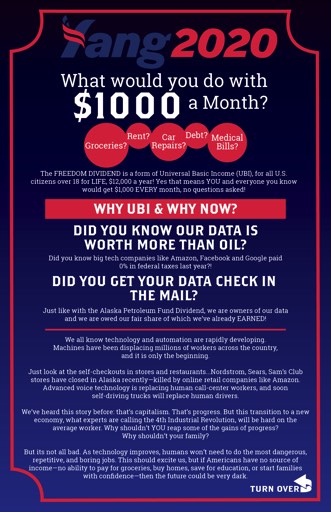 Yang 2020
What would you do with
$1000 a Month?
Groceries?
Rent?
Car
Repairs?
Debt?
Medical
Bills?
The FREEDOM DIVIDEND is a form of Universal Basic Income (UBI), for all U.S.
citizens over 18 for LIFE, $12,000 a year! Yes that means YOU and everyone you know
would get $1,000 EVERY month, no questions asked!
WHY UBI & WHY NOW?
DID YOU KNOW OUR DATA IS
WORTH MORE THAN OIL?
Did you know big tech companies like Amazon, Facebook and Google paid
0% in federal taxes last year?!
DID YOU GET YOUR DATA CHECK IN
THE MAIL?
Just like with the Alaska Petroleum Fund Dividend, we are owners of our data
and we are owed our fair share of which we've already EARNED!
We all know technology and automation are rapidly developing.
Machines have been displacing millions of workers across the country,
and it is only the beginning.
Just look at the self-checkouts in stores and restaurants...Nordstrom, Sears, Sam's Club
stores have closed in Alaska recently—killed by online retail companies like Amazon.
Advanced voice technology is replacing human call-center workers, and soon
self-driving trucks will replace human drivers.
We've heard this story before: that's capitalism. That's progress. But this transition to a new
economy, what experts are calling the 4th Industrial Revolution, will be hard on the
average worker. Why shouldn't YOU reap some of the gains of progress?
Why shouldn't your family?
But its not all bad. As technology improves, humans won't need to do the most dangerous,
repetitive, and boring jobs. This should excite us, but if Americans have no source of
income—no ability to pay for groceries, buy homes, save for education, or start families
with confidence—then the future could be very dark.
TURN OVER